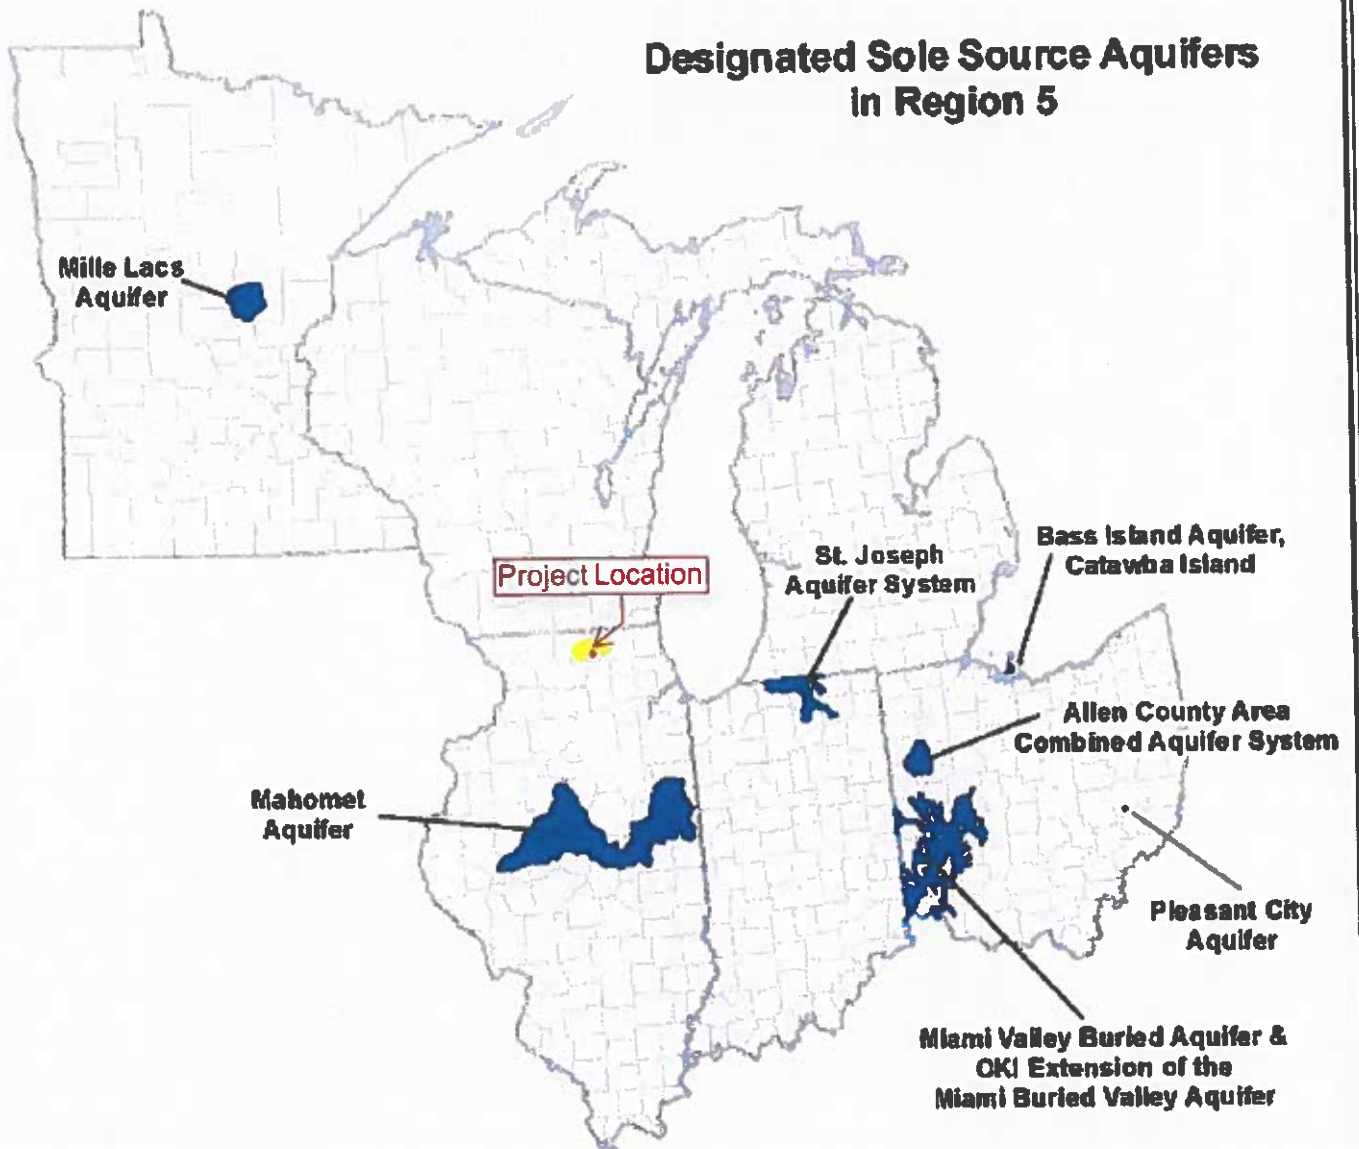 Designated Sole Source Aquifers
in Region 5
Mille Lacs
Aquifer
Project Location
St. Joseph
Aquifer System
Bass Island Aquifer,
Catawba Island
Allen County Area
Combined Aquifer System
Mahomet
Aquifer
Pleasant City
Aquifer
Miami Valley Buried Aquifer &
OKI Extension of the
Miami Buried Valley Aquifer